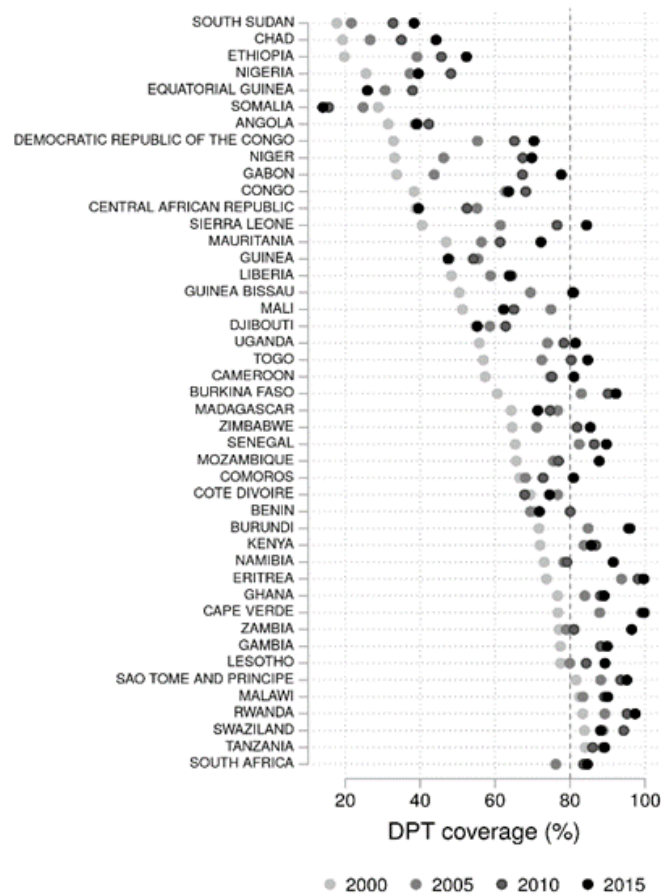 SOUTH SUDAN
CHAD
ETHIOPIA
NIGERIA
EQUATORIAL GUINEA
SOMALIA
ANGOLA
DEMOCRATIC REPUBLIC OF THE CONGO
NIGER
GABON
CONGO
CENTRAL AFRICAN REPUBLIC
SIERRA LEONE
MAURITANIA
GUINEA
LIBERIA
GUINEA BISSAU
MALI
DJIBOUTI
UGANDA
TOGO
CAMEROON
BURKINA FASO
MADAGASCAR
ZIMBABWE
SENEGAL
MOZAMBIQUE
COMOROS
COTE DIVOIRE
BENIN
BURUNDI
KENYA
NAMIBIA
ERITREA
GHANA
CAPE VERDE
ZAMBIA
GAMBIA
LESOTHO
SAO TOME AND PRINCIPE
MALAWI
RWANDA
SWAZILAND
TANZANIA
SOUTH AFRICA
20 40 60 80 100
DPT coverage (%)
2000 2005 2010 2015